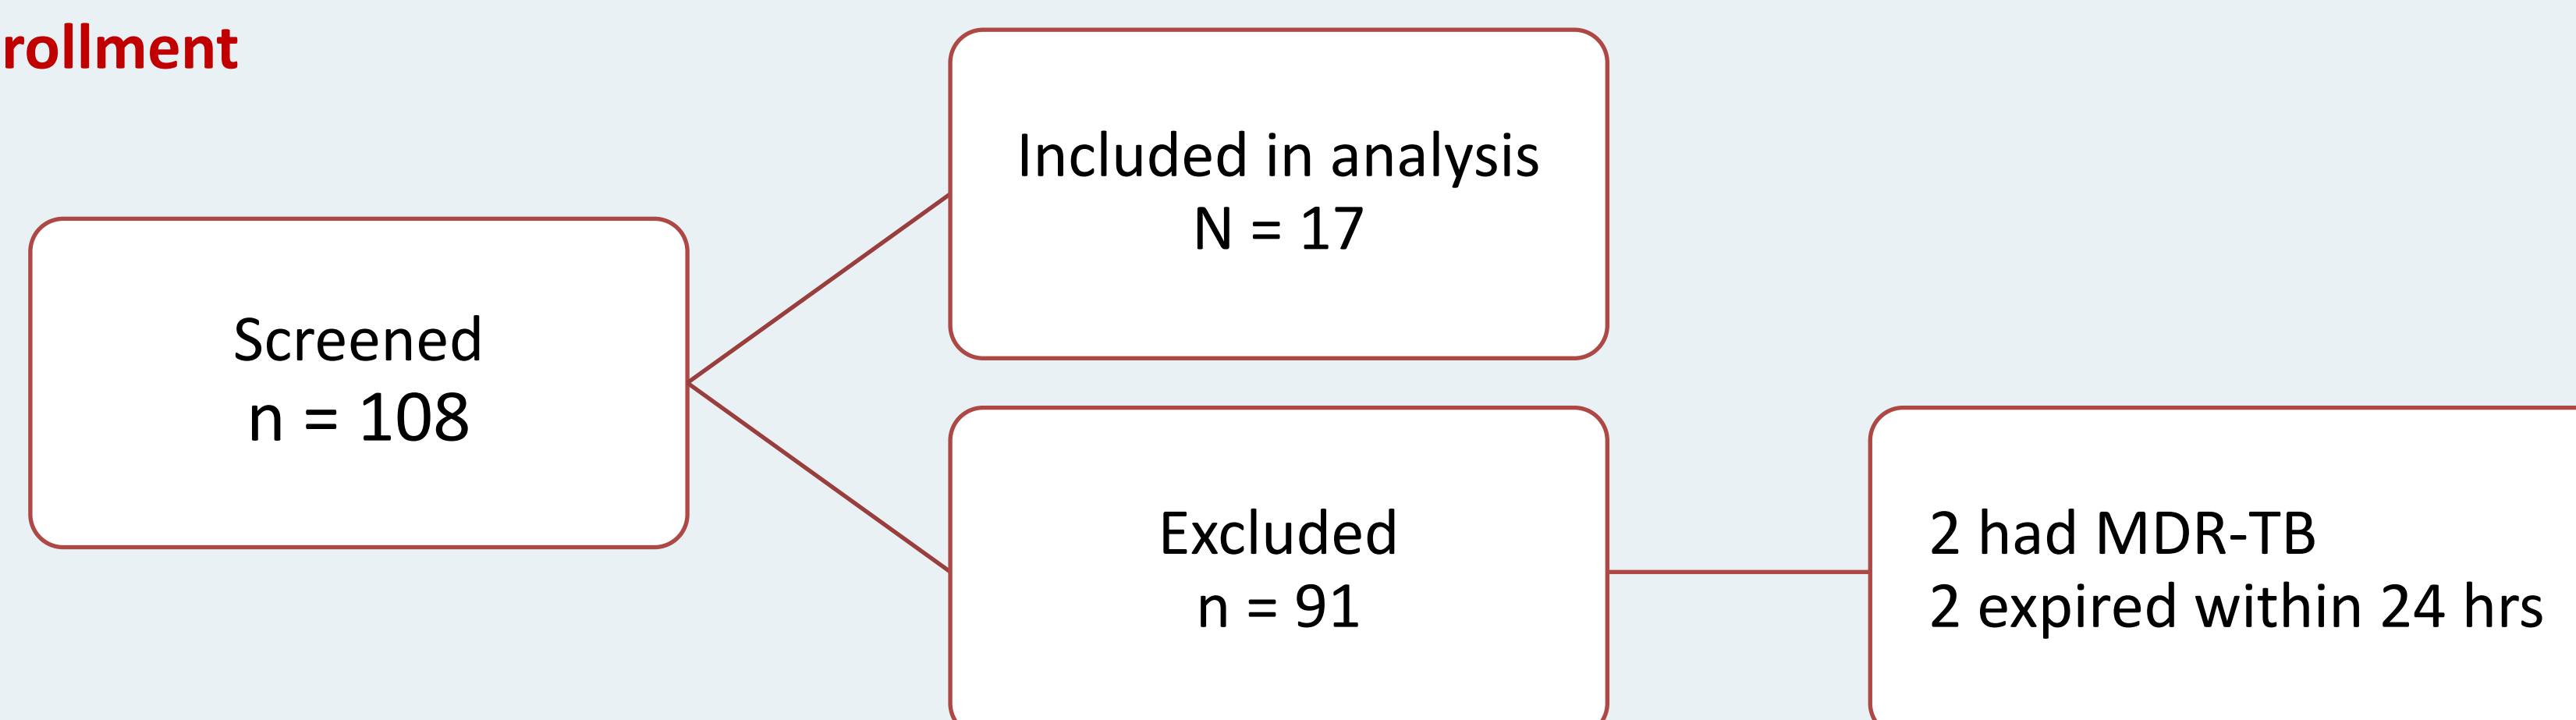 rollment
Included in analysis
N = 17
Screened
n = 108
Excluded
n = 91
2 had MDR-TB
2 expired within 24 hrs